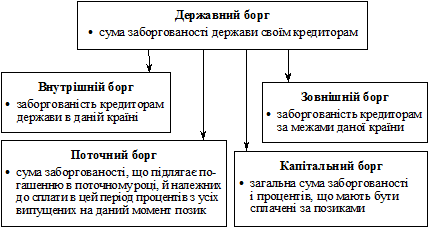 Державний борг
• сума заборгованості держави своїм кредиторам
Внутрішній борг
• заборгованість кредиторам
держави в даній країні
Зовнішній борг
• заборгованість кредиторам
за межами даної країни
Поточний борг
• сума заборгованості, що підлягає по-
гашенню в поточному році, й належних
до сплати в цей період процентів з усіх
випущених на даний момент позик
Капітальний борг
• загальна сума заборгованості
і процентів, що мають бути
сплачені за позиками